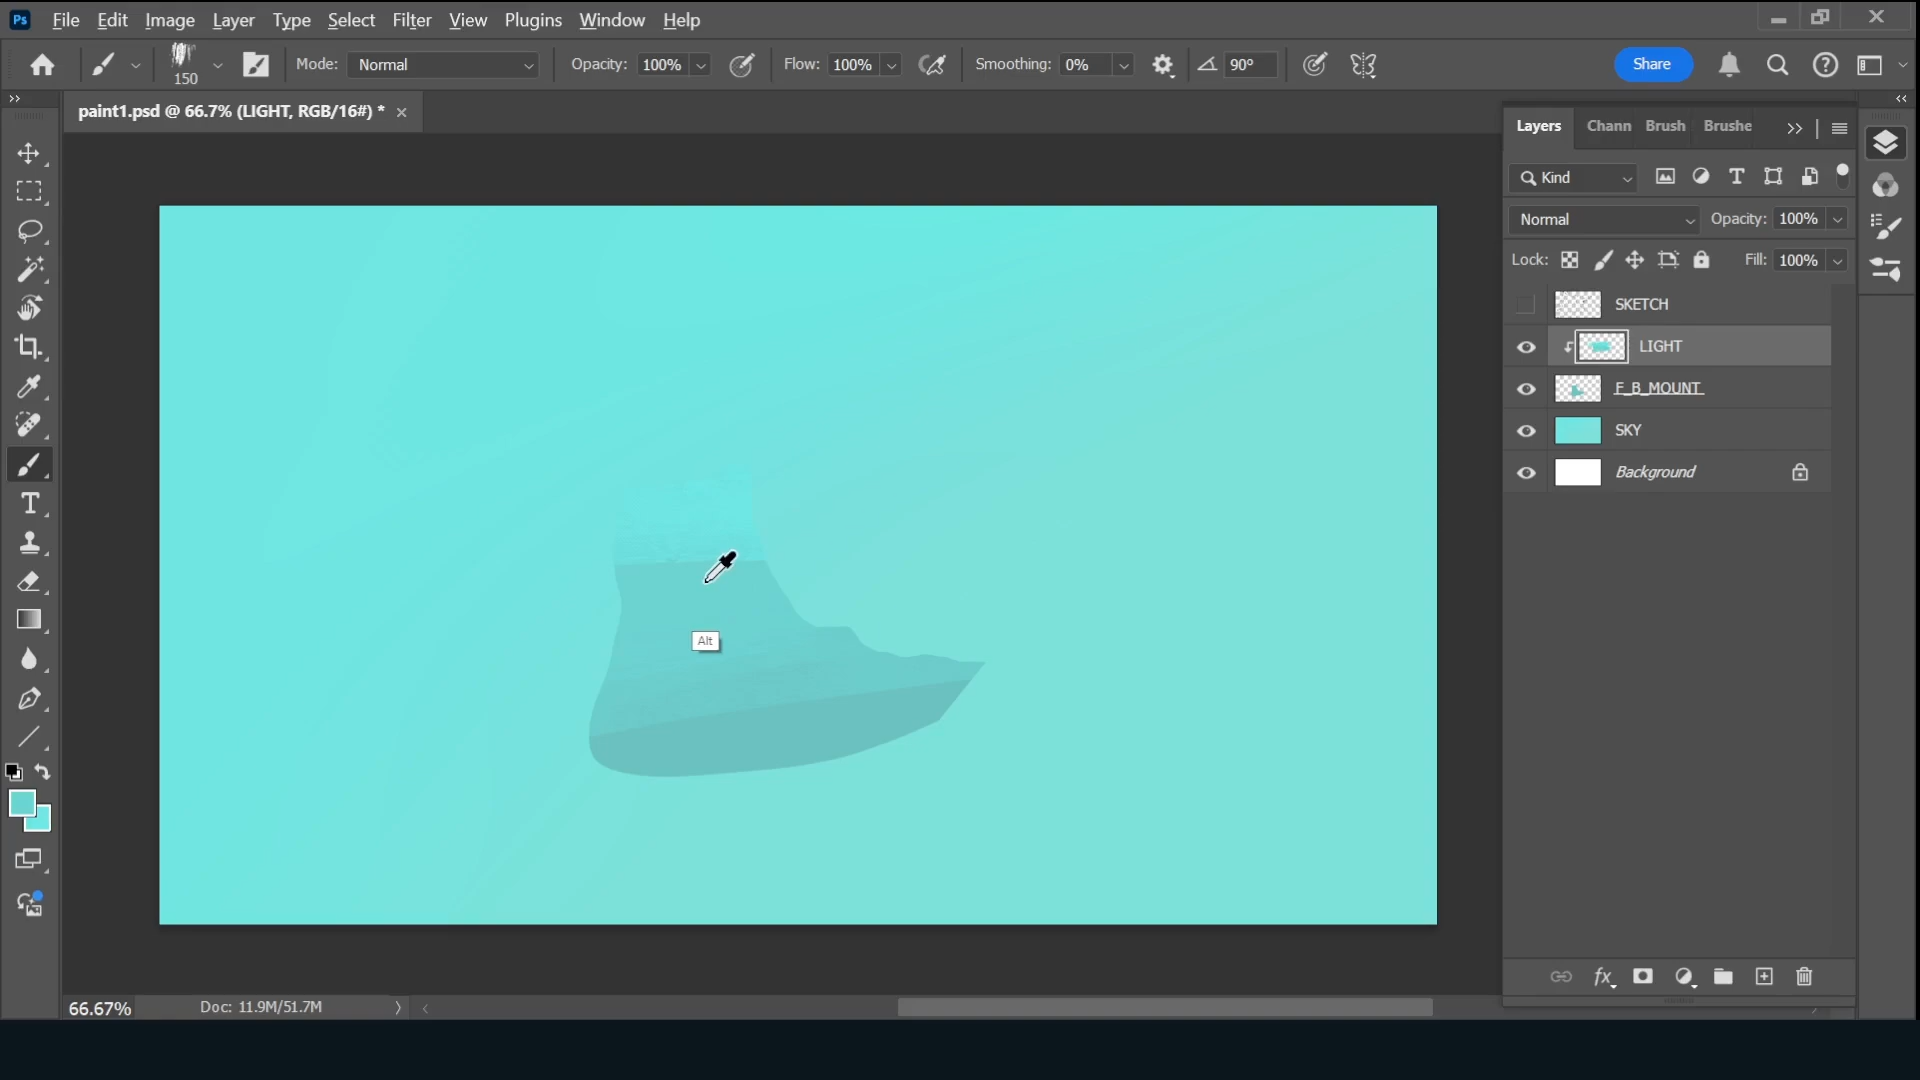 Ps File Edit Image Layer Type Select Filter View Plugins Window Help
150 Mode: Normal Opacity: 100% Flow: 100% Smoothing: 0% 90° Share
paint1.psd @ 66.7% (LIGHT, RGB/16#) *
Layers Chann Brush Brushe
Kind
Normal Opacity: 100%
Lock: Fill: 100%
SKETCH
LIGHT
F_B_MOUNT
SKY
Background
Alt
66.67% Doc: 11.9M/51.7M